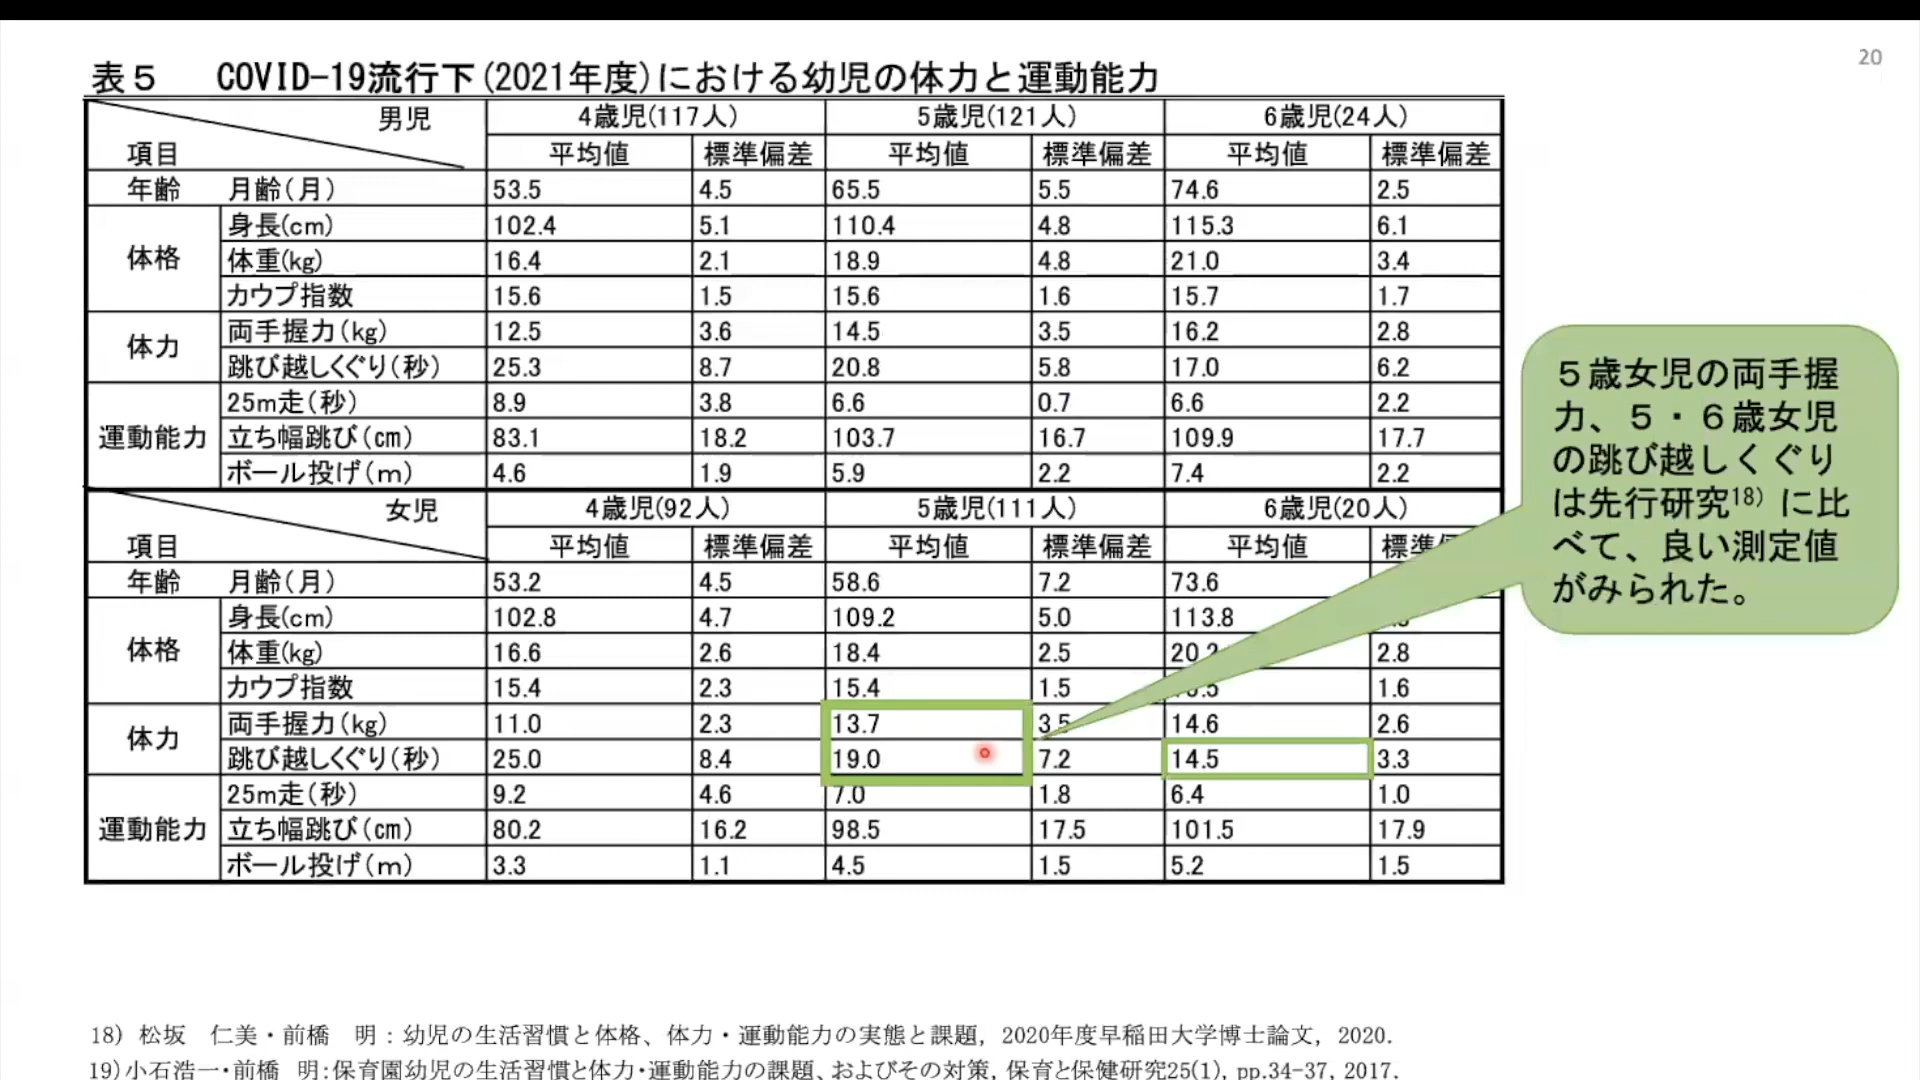 20
表５ COVID-19流行下(2021年度)における幼児の体力と運動能力
男児 4歳児(117人) 5歳児(121人) 6歳児(24人)
項目 平均値 標準偏差 平均値 標準偏差 平均値 標準偏差
年齢 月齢(月) 53.5 4.5 65.5 5.5 74.6 2.5
体格 身長(cm) 102.4 5.1 110.4 4.8 115.3 6.1
体重(kg) 16.4 2.1 18.9 4.8 21.0 3.4
カウプ指数 15.6 1.5 15.6 1.6 15.7 1.7
体力 両手握力(kg) 12.5 3.6 14.5 3.5 16.2 2.8
跳び越しくぐり(秒) 25.3 8.7 20.8 5.8 17.0 6.2
運動能力 25m走(秒) 8.9 3.8 6.6 0.7 6.6 2.2
立ち幅跳び(cm) 83.1 18.2 103.7 16.7 109.9 17.7
ボール投げ(m) 4.6 1.9 5.9 2.2 7.4 2.2
女児 4歳児(92人) 5歳児(111人) 6歳児(20人)
項目 平均値 標準偏差 平均値 標準偏差 平均値 標準
年齢 月齢(月) 53.2 4.5 58.6 7.2 73.6
体格 身長(cm) 102.8 4.7 109.2 5.0 113.8
体重(kg) 16.6 2.6 18.4 2.5 2.8
カウプ指数 15.4 2.3 15.4 1.5 1.6
体力 両手握力(kg) 11.0 2.3 13.7 3.5 14.6 2.6
跳び越しくぐり(秒) 25.0 8.4 19.0 7.2 14.5 3.3
運動能力 25m走(秒) 9.2 4.6 7.0 1.8 6.4 1.0
立ち幅跳び(cm) 80.2 16.2 98.5 17.5 101.5 17.9
ボール投げ(m) 3.3 1.1 4.5 1.5 5.2 1.5
５歳女児の両手握
力、５・６歳女児
の跳び越しくぐり
は先行研究18) に比
べて、良い測定値
がみられた。
18) 松坂 仁美・前橋 明：幼児の生活習慣と体格、体力・運動能力の実態と課題，2020年度早稲田大学博士論文，2020.
19)小石浩一・前橋 明:保育園幼児の生活習慣と体力・運動能力の課題、およびその対策, 保育と保健研究25(1), pp.34-37, 2017.